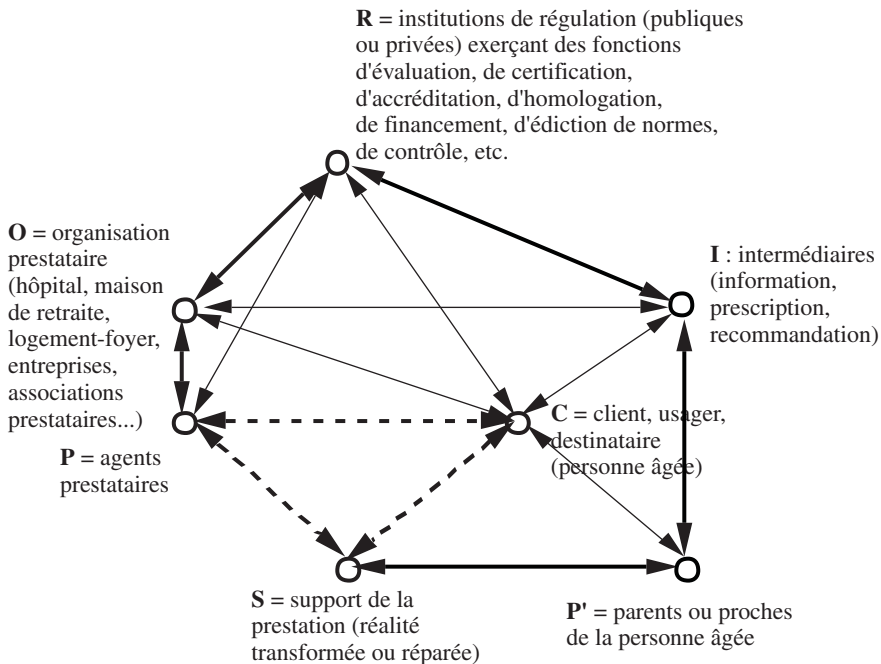 R = institutions de régulation (publiques
ou privées) exerçant des fonctions
d'évaluation, de certification,
d'accréditation, d'homologation,
de financement, d'édiction de normes,
de contrôle, etc.
O = organisation
prestataire
(hôpital, maison
de retraite,
logement-foyer,
entreprises,
associations
prestataires...)
I : intermédiaires
(information,
prescription,
recommandation)
C = client, usager,
destinataire
(personne âgée)
P = agents
prestataires
S = support de la
prestation (réalité
transformée ou réparée)
P' = parents ou proches
de la personne âgée